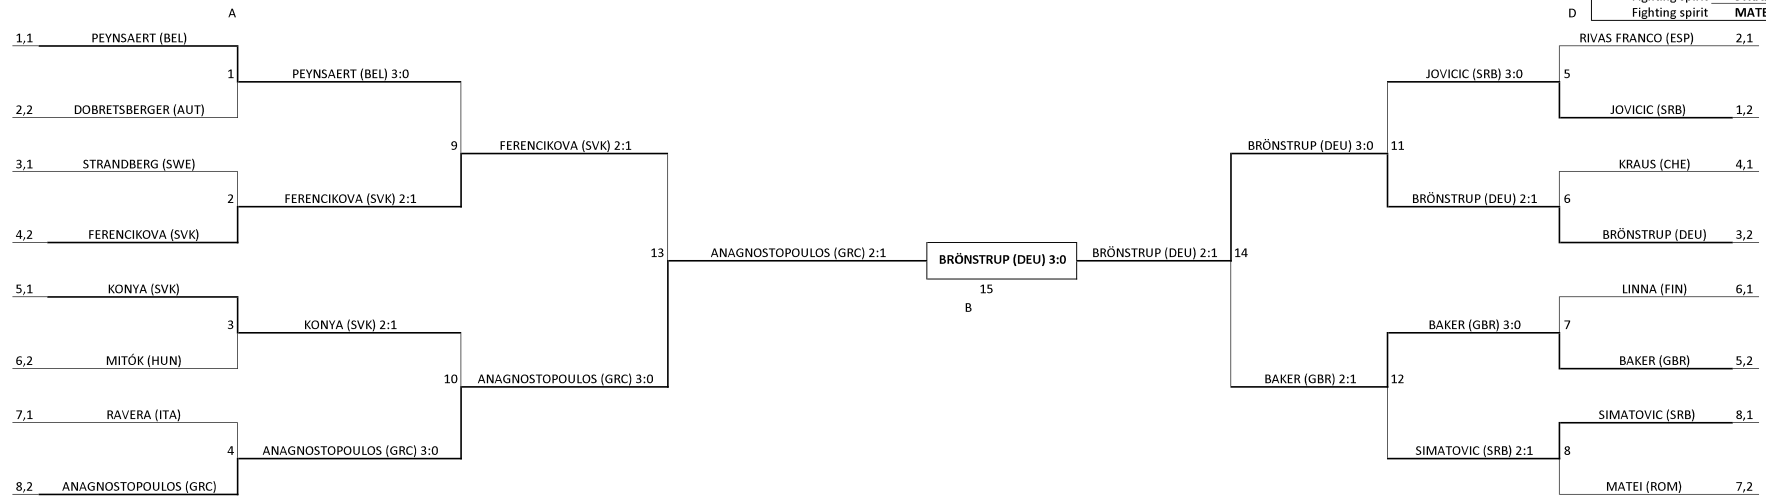 A
D
Fighting spirit MATE
1,1 PEYNSAERT (BEL)
RIVAS FRANCO (ESP) 2,1
1 PEYNSAERT (BEL) 3:0
JOVICIC (SRB) 3:0 5
2,2 DOBRETSBERGER (AUT)
JOVICIC (SRB) 1,2
9 FERENCIKOVA (SVK) 2:1
BRÖNSTRUP (DEU) 3:0 11
3,1 STRANDBERG (SWE)
KRAUS (CHE) 4,1
2 FERENCIKOVA (SVK) 2:1
BRÖNSTRUP (DEU) 2:1 6
4,2 FERENCIKOVA (SVK)
BRÖNSTRUP (DEU) 3,2
13 ANAGNOSTOPOULOS (GRC) 2:1
BRÖNSTRUP (DEU) 3:0
BRÖNSTRUP (DEU) 2:1 14
15
B
5,1 KONYA (SVK)
LINNA (FIN) 6,1
3 KONYA (SVK) 2:1
BAKER (GBR) 3:0 7
6,2 MITÓK (HUN)
BAKER (GBR) 5,2
10 ANAGNOSTOPOULOS (GRC) 3:0
BAKER (GBR) 2:1 12
7,1 RAVERA (ITA)
SIMATOVIC (SRB) 8,1
4 ANAGNOSTOPOULOS (GRC) 3:0
SIMATOVIC (SRB) 2:1 8
8,2 ANAGNOSTOPOULOS (GRC)
MATEI (ROM) 7,2